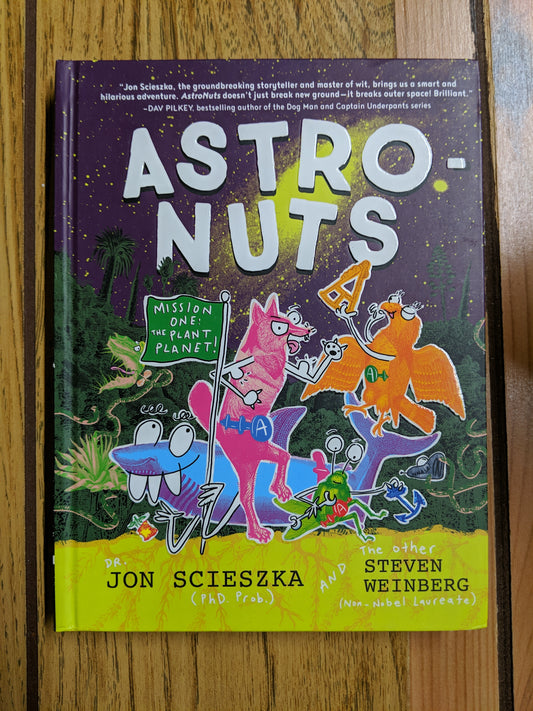 "Jon Scieszka, the groundbreaking storyteller and master of wit, brings us a smart and
hilarious adventure. AstroNuts doesn't just break new ground—it breaks outer space! Brilliant."
–DAV PILKEY, bestselling author of the Dog Man and Captain Underpants series
ASTRO-
NUTS
MISSION
ONE:
THE PLANT
PLANET!
A
A
A
A
DR.
JON SCIESZKA
(PhD. Prob.)
AND
The other
STEVEN
WEINBERG
(Non-Nobel Laureate)